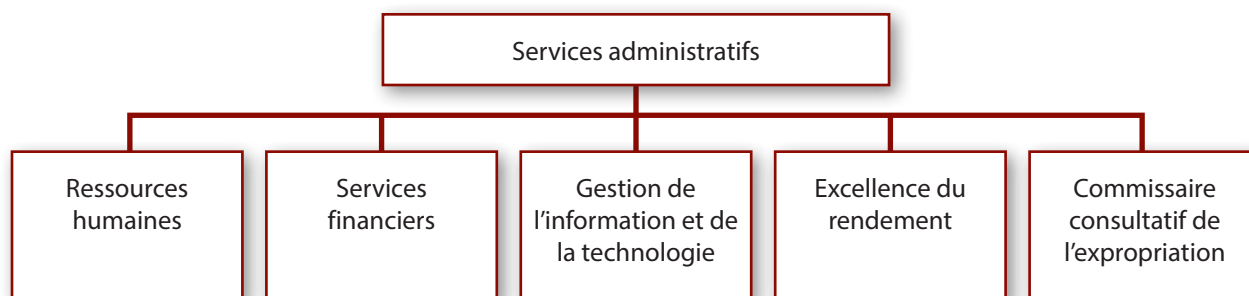 Services administratifs
Ressources
humaines
Services
financiers
Gestion de
l’information et de
la technologie
Excellence du
rendement
Commissaire
consultatif de
l’expropriation